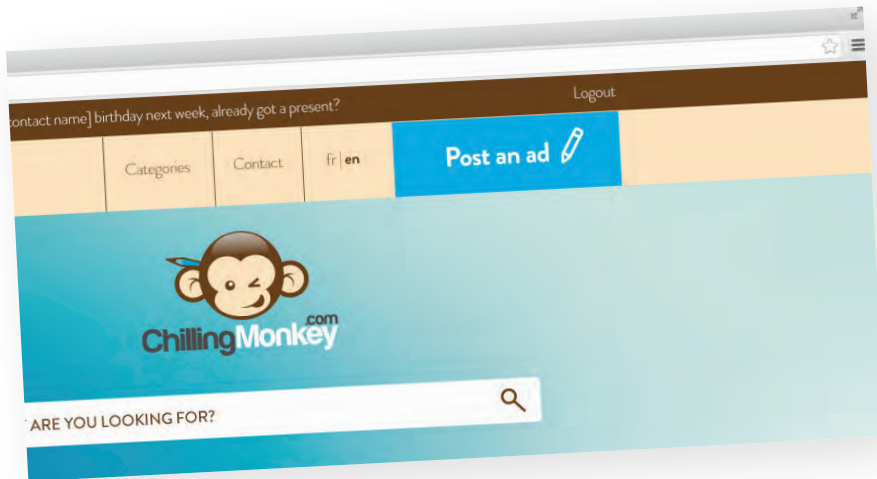 contact name] birthday next week, already got a present?
Logout
Categories
Contact
fr | en
Post an ad
ChillingMonkey
.com
ARE YOU LOOKING FOR?